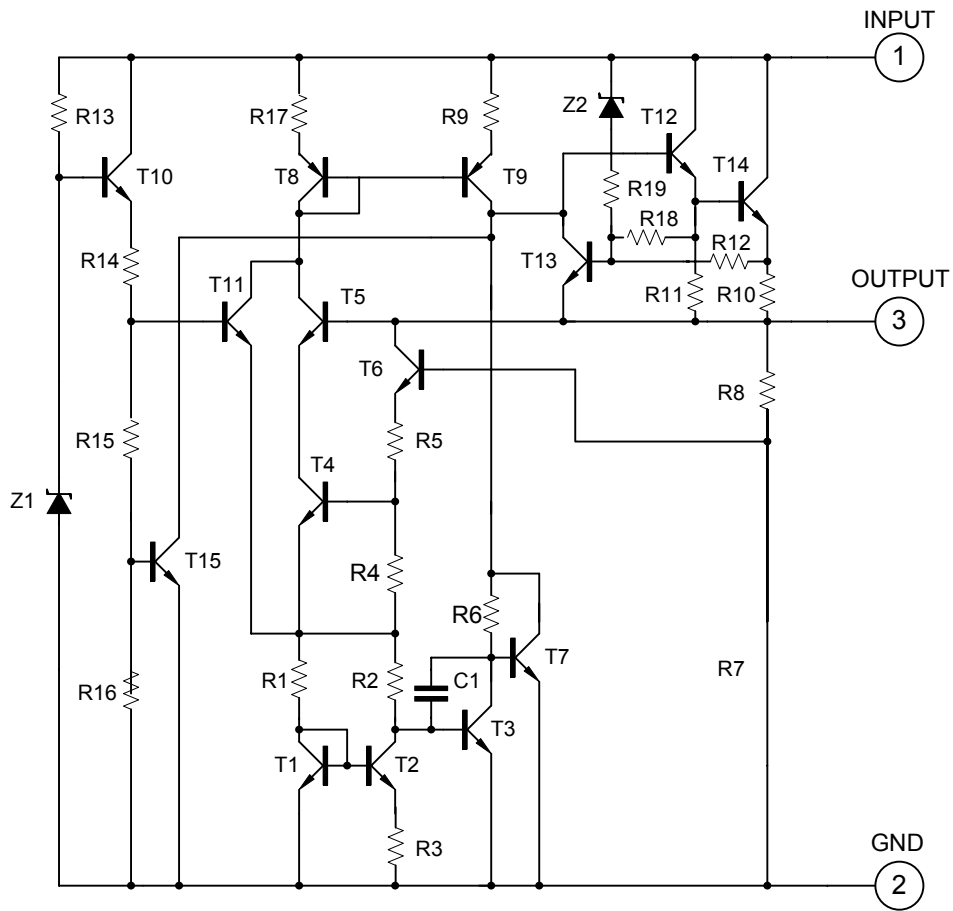 INPUT
1
R13
R17
R9
Z2
T12
T10
T8
T9
T14
R19
R18
R12
R14
T13
T11
T5
R11
R10
OUTPUT
3
T6
R8
R15
R5
T4
Z1
T15
R4
R6
T7
R7
R16
R1
R2
C1
T3
T1
T2
R3
GND
2